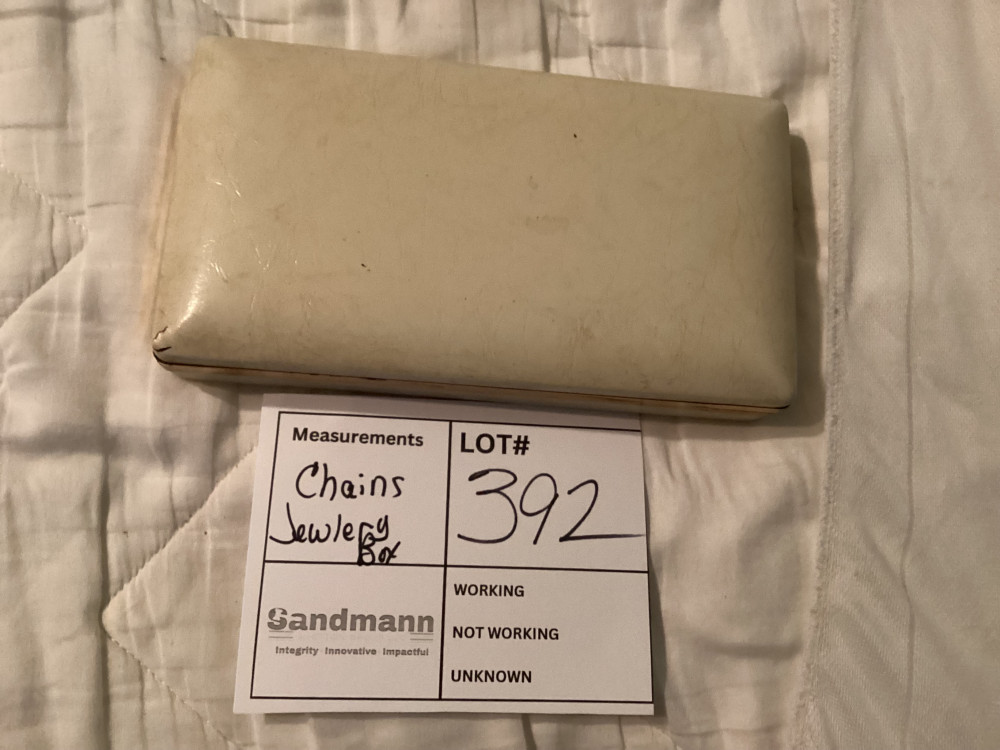 Measurements
Chains
Jewlery
Box
LOT#
392
Sandmann
Integrity Innovative Impactful
WORKING
NOT WORKING
UNKNOWN